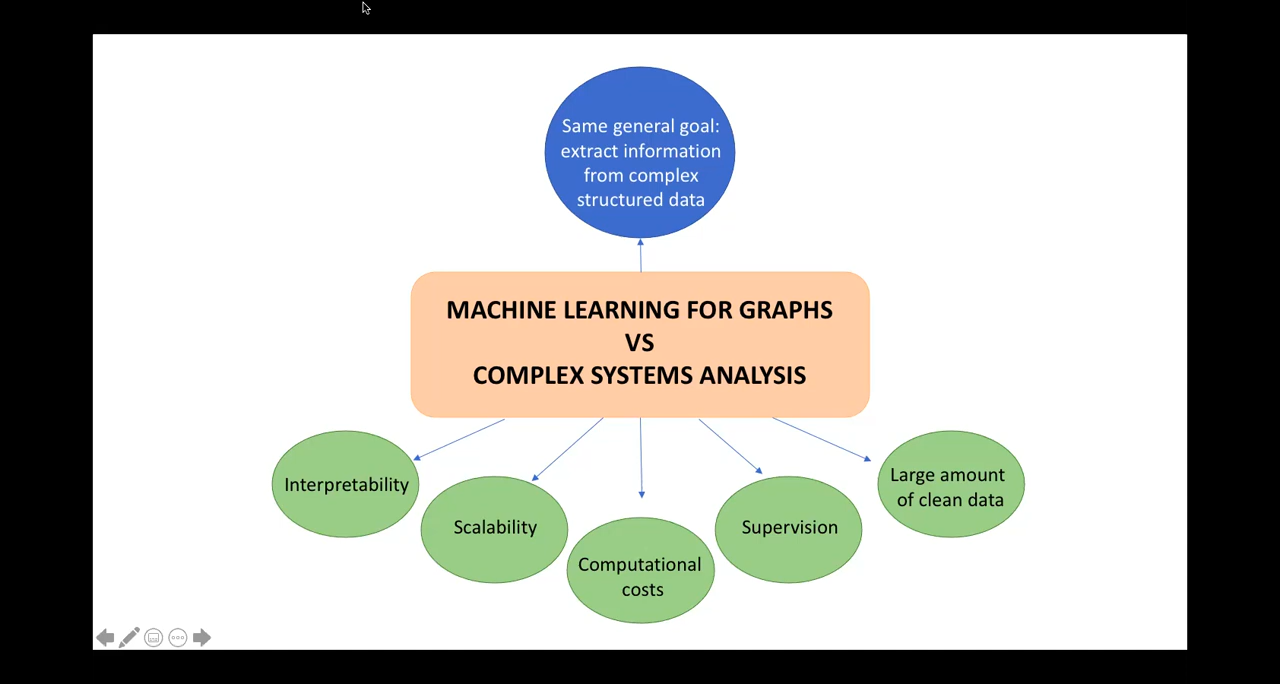 Same general goal:
extract information
from complex
structured data
MACHINE LEARNING FOR GRAPHS
VS
COMPLEX SYSTEMS ANALYSIS
Interpretability
Scalability
Computational
costs
Supervision
Large amount
of clean data